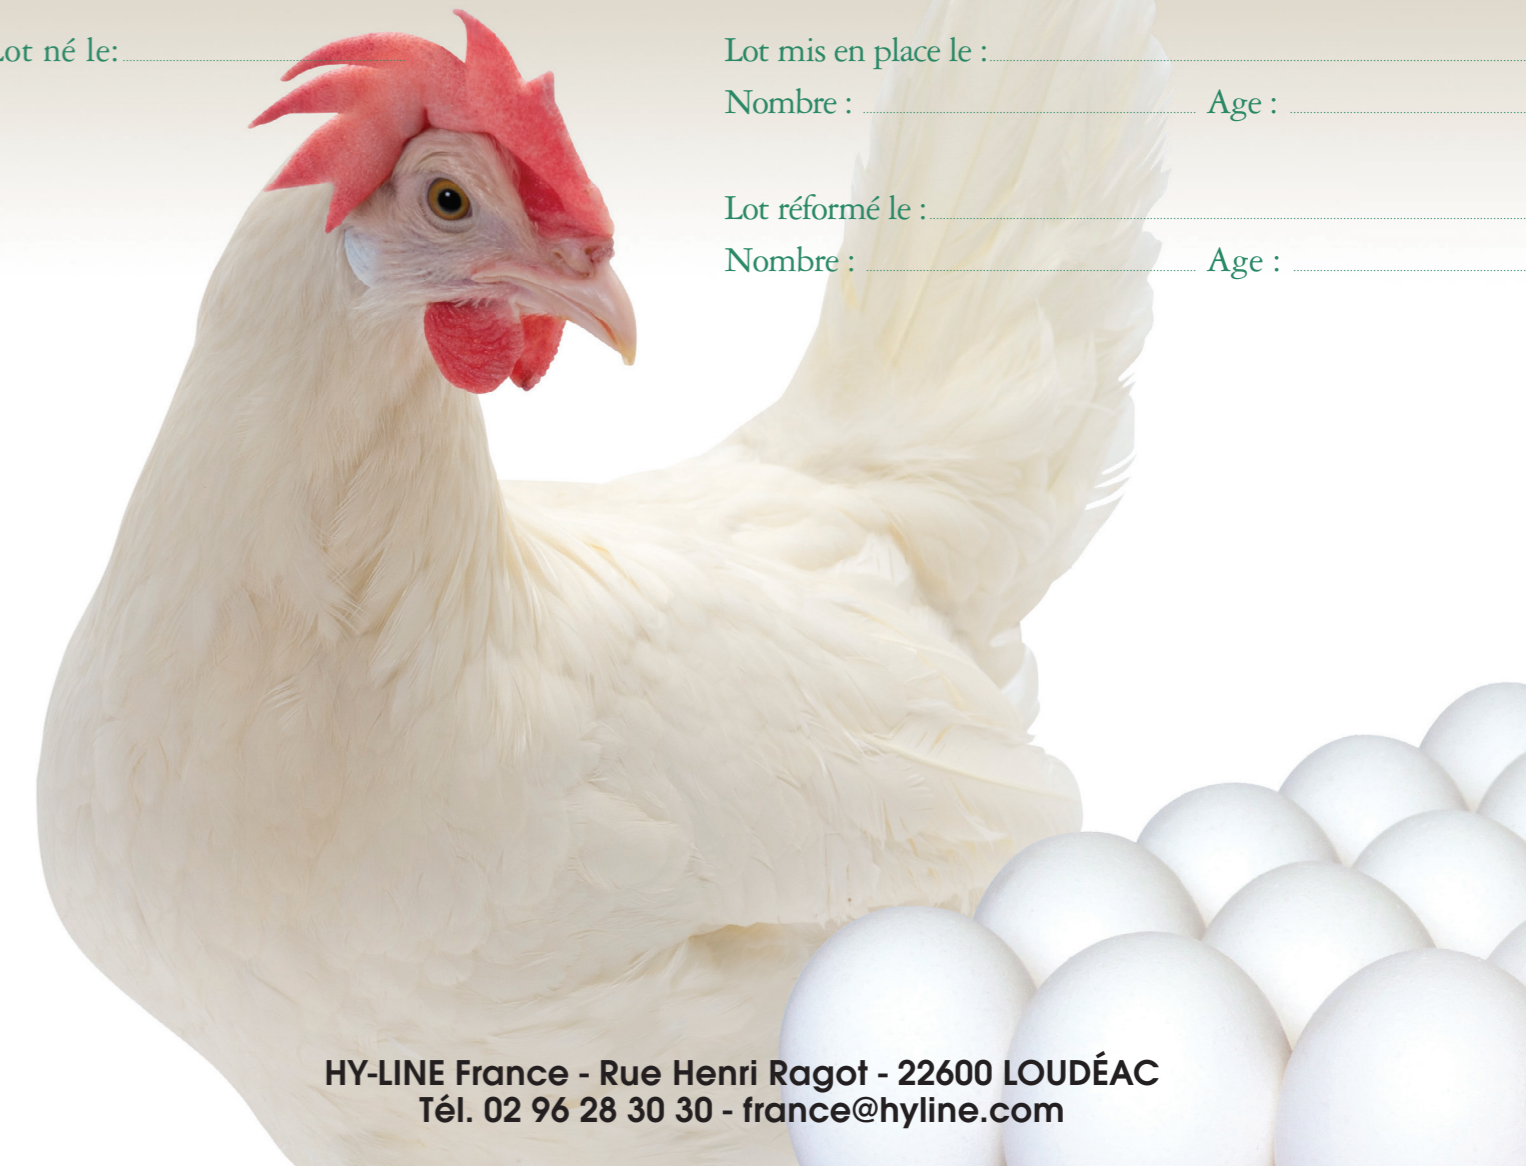 Lot né le:
Lot mis en place le :
Nombre : Age :
Lot réformé le :
Nombre : Age :
HY-LINE France - Rue Henri Ragot - 22600 LOUDÉAC
Tél. 02 96 28 30 30 - france@hyline.com